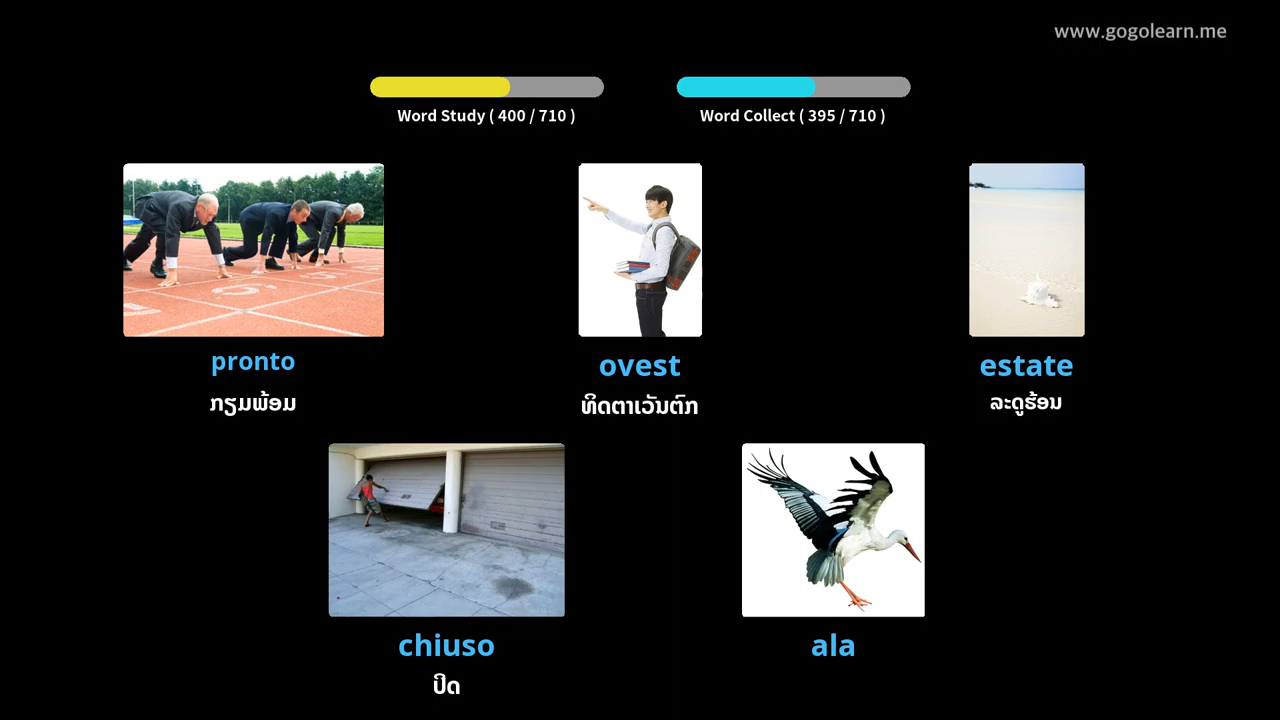 www.gogolearn.me
Word Study ( 400 / 710 )
Word Collect ( 395 / 710 )
pronto
ກຽມພ້ອມ
ovest
ທິດຕາເວັນຕົກ
estate
ລະດູຮ້ອນ
chiuso
ປິດ
ala